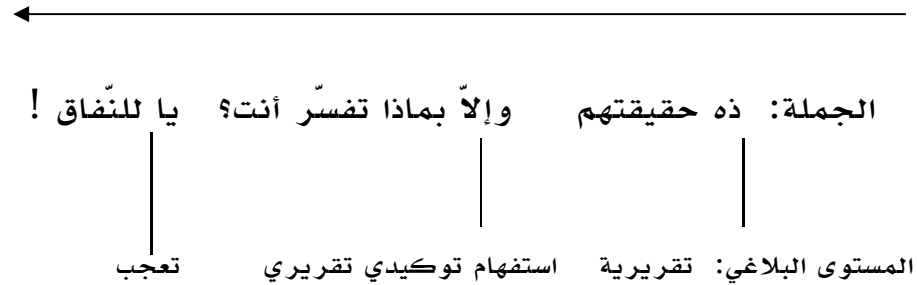 الجملة: ذه حقيقتهم وإلاّ بماذا تفسّر أنت؟ يا للنّفاق !
المستوى البلاغي: تقريرية استفهام توكيدي تقريري تعجب